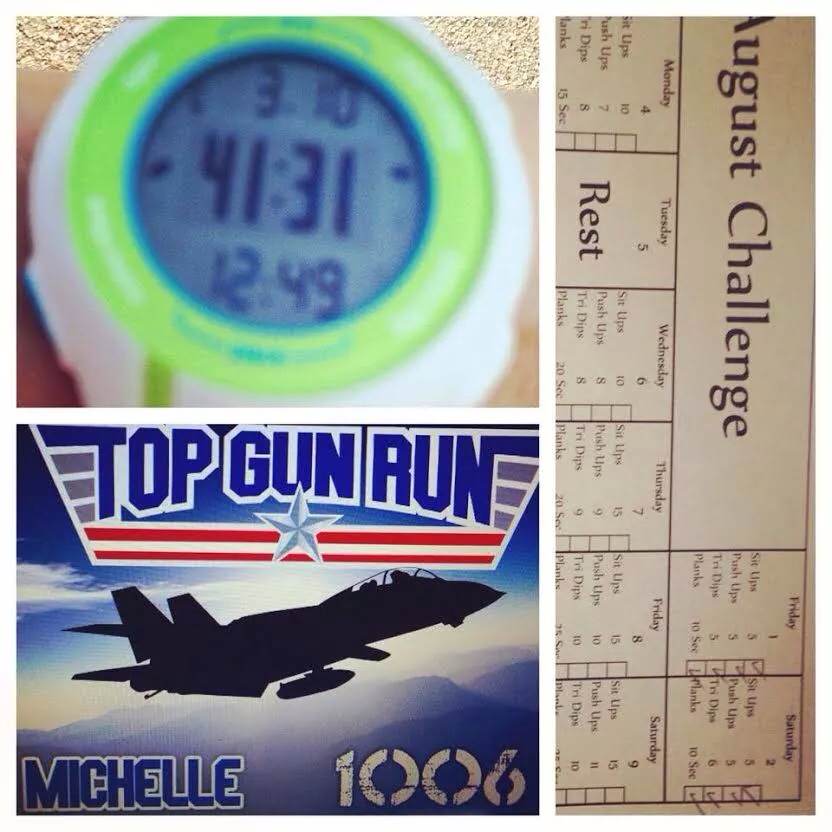 3.10
41:31
12:49
TOP GUN RUN
MICHELLE 1006
August Challenge
Friday
1
Sit Ups 5
Push Ups 5
Tri Dips 5
Planks 10 Sec
Saturday
2
Sit Ups 5
Push Ups 5
Tri Dips 6
Planks 10 Sec
Monday
4
Sit Ups 10
Push Ups 7
Tri Dips 8
Planks 15 Sec
Tuesday
5
Rest
Wednesday
6
Sit Ups 10
Push Ups 8
Tri Dips 8
Planks 20 Sec
Thursday
7
Sit Ups 15
Push Ups 9
Tri Dips 9
Planks 20 Sec
Friday
8
Sit Ups 15
Push Ups 10
Tri Dips 10
Planks 25 Sec
Saturday
9
Sit Ups 15
Push Ups 11
Tri Dips 10
Planks